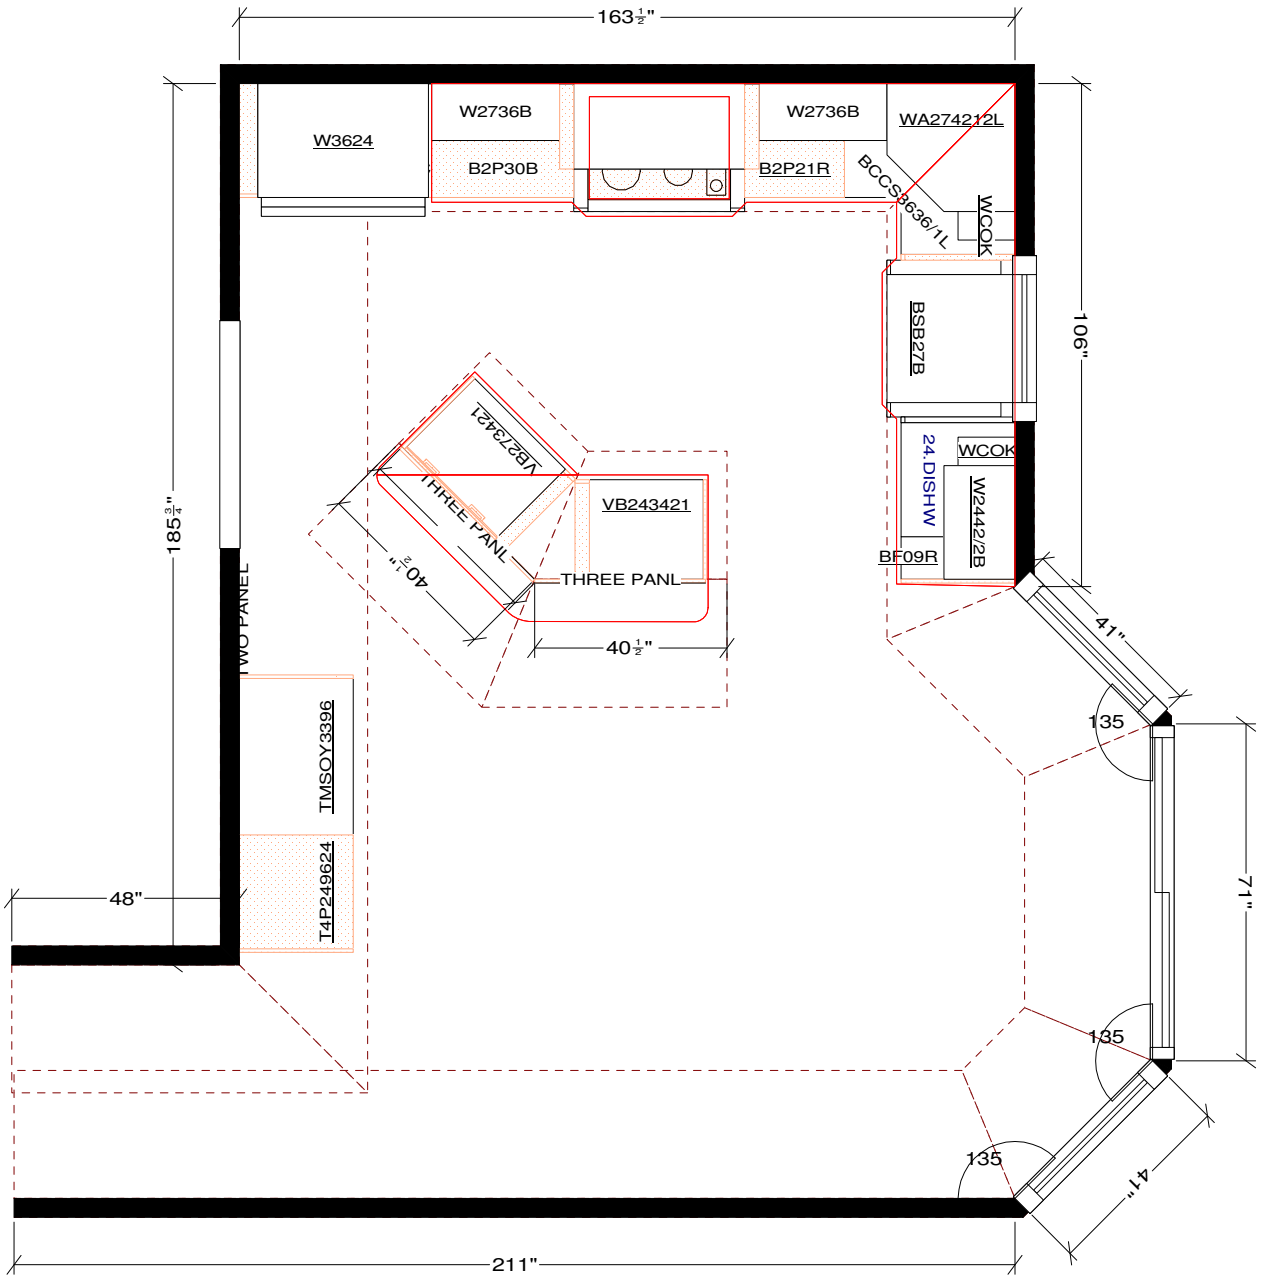 163½"
W3624
W2736B
B2P30B
W2736B
B2P21R
WA274212L
BCCS3636/1L
WCOK
BSB27B
106"
24.DISHW
WCOK
W2442/2B
BF09R
VB273421
THREE PANL
VB243421
THREE PANL
40½"
40½"
185¾"
TWO PANEL
TMSOY3396
T4P249624
48"
41"
135
71"
135
135
41"
211"